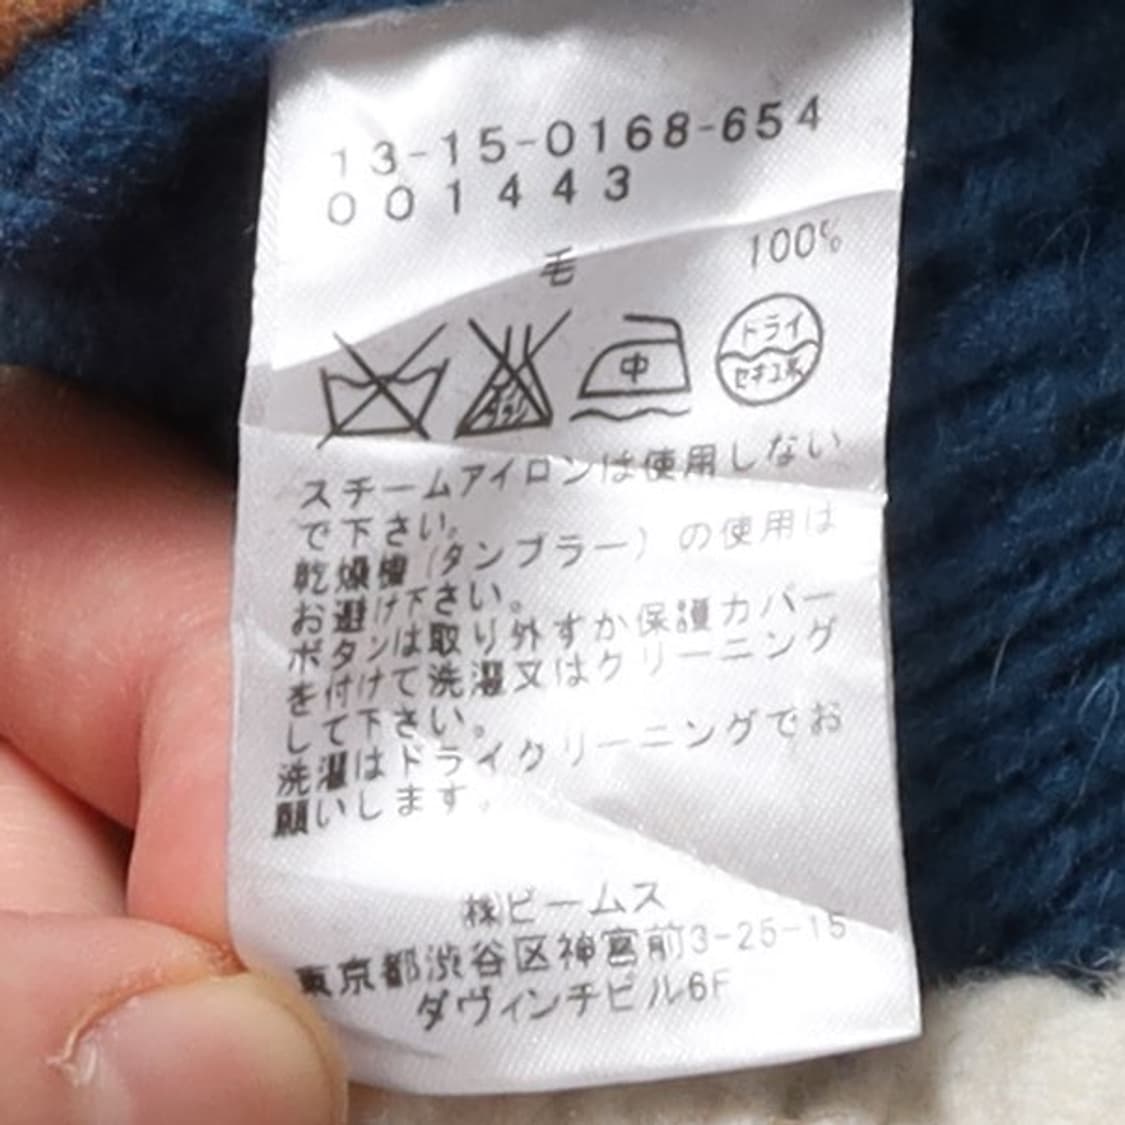 13-15-0168-654
001443
毛 100%
中 ドライ
セキユ系
スチームアイロンは使用しない
で下さい。
乾燥機(タンブラー)の使用は
お避け下さい。
ボタンは取り外すか保護カバー
を付けて洗濯又はクリーニング
して下さい。
洗濯はドライクリーニングでお
願いします。
㈱ビームス
東京都渋谷区神宮前3-25-15
ダヴィンチビル6F